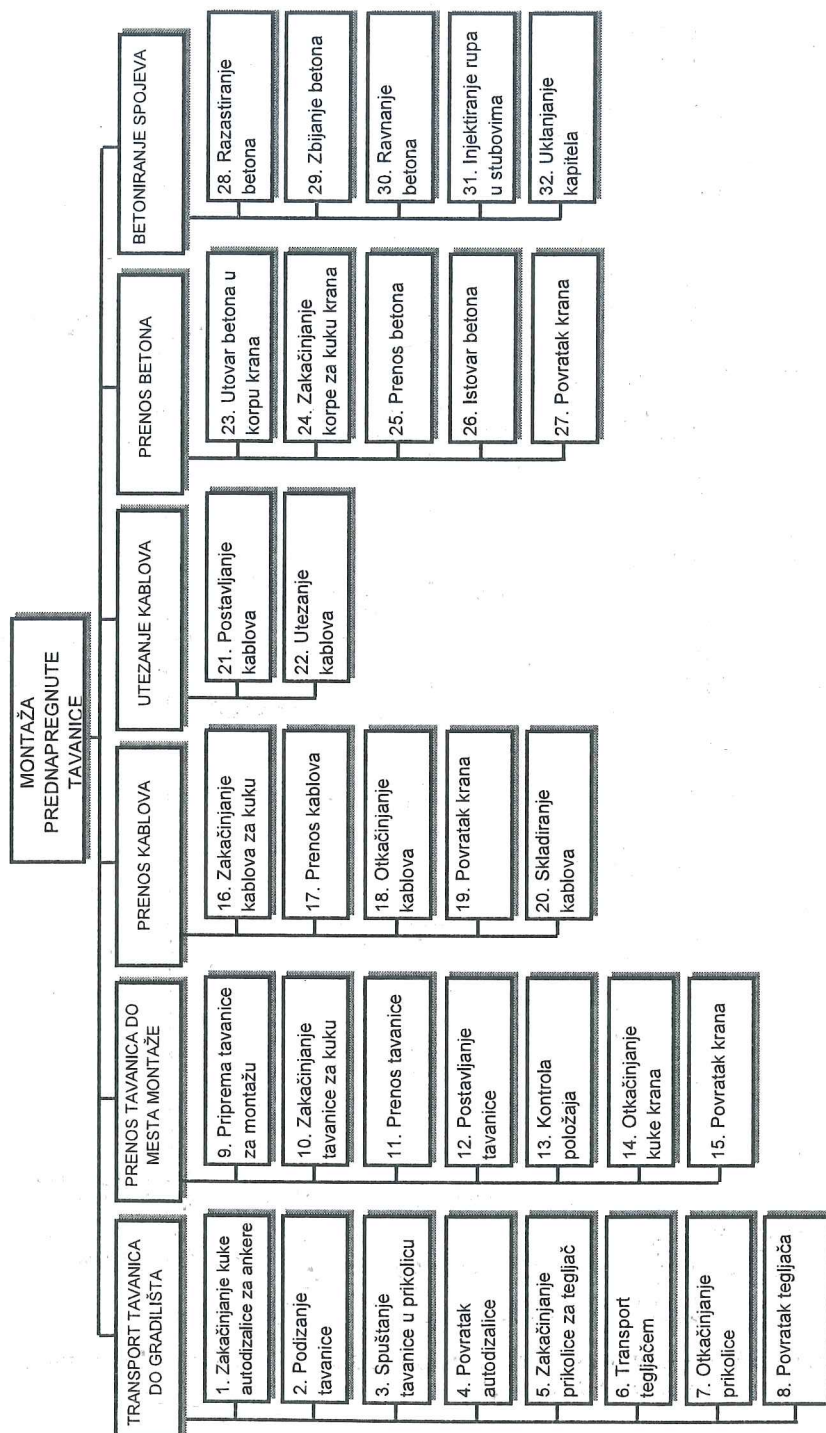 MONTAŽA
PREDNAPREGNUTE
TAVANICE
TRANSPORT TAVANICA
DO GRADILIŠTA
1. Zakačinjanje kuke
autodizalice za ankere
2. Podizanje
tavanice
3. Spuštanje
tavanice u prikolicu
4. Povratak
autodizalice
5. Zakačinjanje
prikolice za tegljač
6. Transport
tegljačem
7. Otkačinjanje
prikolice
8. Povratak tegljača
PRENOS TAVANICA DO
MESTA MONTAŽE
9. Priprema tavanice
za montažu
10. Zakačinjanje
tavanice za kuku
11. Prenos tavanice
12. Postavljanje
tavanice
13. Kontrola
položaja
14. Otkačinjanje
kuke krana
15. Povratak krana
PRENOS KABLOVA
16. Zakačinjanje
kablova za kuku
17. Prenos kablova
18. Otkačinjanje
kablova
19. Povratak krana
20. Skladiranje
kablova
UTEZANJE KABLOVA
21. Postavljanje
kablova
22. Utezanje
kablova
PRENOS BETONA
23. Utovar betona u
korpu krana
24. Zakačinjanje
korpe za kuku krana
25. Prenos betona
26. Istovar betona
27. Povratak krana
BETONIRANJE SPOJEVA
28. Razastiranje
betona
29. Zbijanje betona
30. Ravnanje
betona
31. Injektiranje rupa
u stubovima
32. Uklanjanje
kapitela